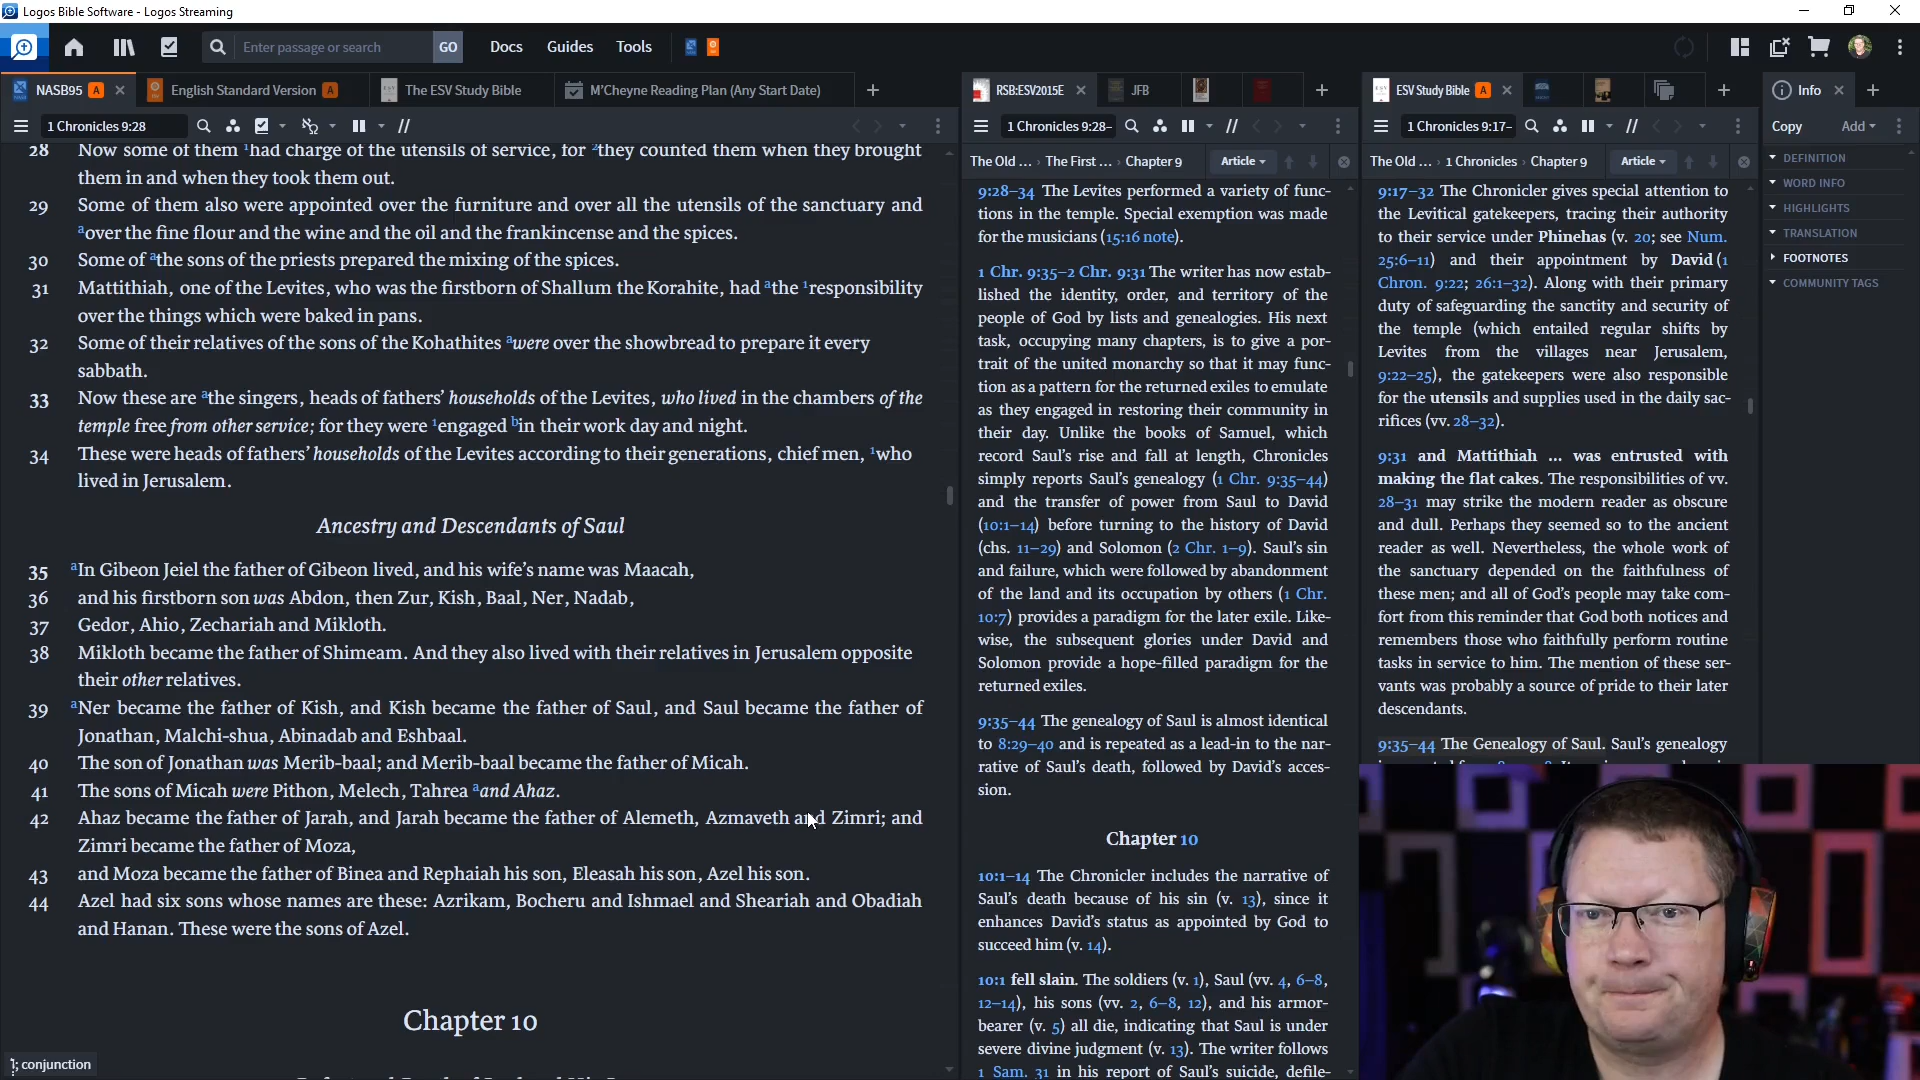 Logos Bible Software - Logos Streaming
Enter passage or search
GO
Docs
Guides
Tools
NASB95 A
English Standard Version A
The ESV Study Bible
M'Cheyne Reading Plan (Any Start Date)
1 Chronicles 9:28
28 Now some of them 1had charge of the utensils of service, for 2they counted them when they brought
them in and when they took them out.
29 Some of them also were appointed over the furniture and over all the utensils of the sanctuary and
aover the fine flour and the wine and the oil and the frankincense and the spices.
30 Some of athe sons of the priests prepared the mixing of the spices.
31 Mattithiah, one of the Levites, who was the firstborn of Shallum the Korahite, had athe 1responsibility
over the things which were baked in pans.
32 Some of their relatives of the sons of the Kohathites awere over the showbread to prepare it every
sabbath.
33 Now these are athe singers, heads of fathers' households of the Levites, who lived in the chambers of the
temple free from other service; for they were 1engaged bin their work day and night.
34 These were heads of fathers' households of the Levites according to their generations, chief men, 1who
lived in Jerusalem.
Ancestry and Descendants of Saul
35 aIn Gibeon Jeiel the father of Gibeon lived, and his wife's name was Maacah,
36 and his firstborn son was Abdon, then Zur, Kish, Baal, Ner, Nadab,
37 Gedor, Ahio, Zechariah and Mikloth.
38 Mikloth became the father of Shimeam. And they also lived with their relatives in Jerusalem opposite
their other relatives.
39 aNer became the father of Kish, and Kish became the father of Saul, and Saul became the father of
Jonathan, Malchi-shua, Abinadab and Eshbaal.
40 The son of Jonathan was Merib-baal; and Merib-baal became the father of Micah.
41 The sons of Micah were Pithon, Melech, Tahrea aand Ahaz.
42 Ahaz became the father of Jarah, and Jarah became the father of Alemeth, Azmaveth and Zimri; and
Zimri became the father of Moza,
43 and Moza became the father of Binea and Rephaiah his son, Eleasah his son, Azel his son.
44 Azel had six sons whose names are these: Azrikam, Bocheru and Ishmael and Sheariah and Obadiah
and Hanan. These were the sons of Azel.
Chapter 10
conjunction
RSB:ESV2015E
JFB
1 Chronicles 9:28–
The Old ... › The First ... › Chapter 9
Article
9:28–34 The Levites performed a variety of func-
tions in the temple. Special exemption was made
for the musicians (15:16 note).
1 Chr. 9:35–2 Chr. 9:31 The writer has now estab-
lished the identity, order, and territory of the
people of God by lists and genealogies. His next
task, occupying many chapters, is to give a por-
trait of the united monarchy so that it may func-
tion as a pattern for the returned exiles to emulate
as they engaged in restoring their community in
their day. Unlike the books of Samuel, which
record Saul's rise and fall at length, Chronicles
simply reports Saul's genealogy (1 Chr. 9:35–44)
and the transfer of power from Saul to David
(10:1–14) before turning to the history of David
(chs. 11–29) and Solomon (2 Chr. 1–9). Saul's sin
and failure, which were followed by abandonment
of the land and its occupation by others (1 Chr.
10:7) provides a paradigm for the later exile. Like-
wise, the subsequent glories under David and
Solomon provide a hope-filled paradigm for the
returned exiles.
9:35–44 The genealogy of Saul is almost identical
to 8:29–40 and is repeated as a lead-in to the nar-
rative of Saul's death, followed by David's acces-
sion.
Chapter 10
10:1–14 The Chronicler includes the narrative of
Saul's death because of his sin (v. 13), since it
enhances David's status as appointed by God to
succeed him (v. 14).
10:1 fell slain. The soldiers (v. 1), Saul (vv. 4, 6–8,
12–14), his sons (vv. 2, 6–8, 12), and his armor-
bearer (v. 5) all die, indicating that Saul is under
severe divine judgment (v. 13). The writer follows
1 Sam. 31 in his report of Saul's suicide, defile-
ESV Study Bible A
1 Chronicles 9:17–
The Old ... › 1 Chronicles › Chapter 9
Article
9:17–32 The Chronicler gives special attention to
the Levitical gatekeepers, tracing their authority
to their service under Phinehas (v. 20; see Num.
25:6–11) and their appointment by David (1
Chron. 9:22; 26:1–32). Along with their primary
duty of safeguarding the sanctity and security of
the temple (which entailed regular shifts by
Levites from the villages near Jerusalem,
9:22–25), the gatekeepers were also responsible
for the utensils and supplies used in the daily sac-
rifices (vv. 28–32).
9:31 and Mattithiah ... was entrusted with
making the flat cakes. The responsibilities of vv.
28–31 may strike the modern reader as obscure
and dull. Perhaps they seemed so to the ancient
reader as well. Nevertheless, the whole work of
the sanctuary depended on the faithfulness of
these men; and all of God's people may take com-
fort from this reminder that God both notices and
remembers those who faithfully perform routine
tasks in service to him. The mention of these ser-
vants was probably a source of pride to their later
descendants.
9:35–44 The Genealogy of Saul. Saul's genealogy
Info
Copy
Add
DEFINITION
WORD INFO
HIGHLIGHTS
TRANSLATION
FOOTNOTES
COMMUNITY TAGS